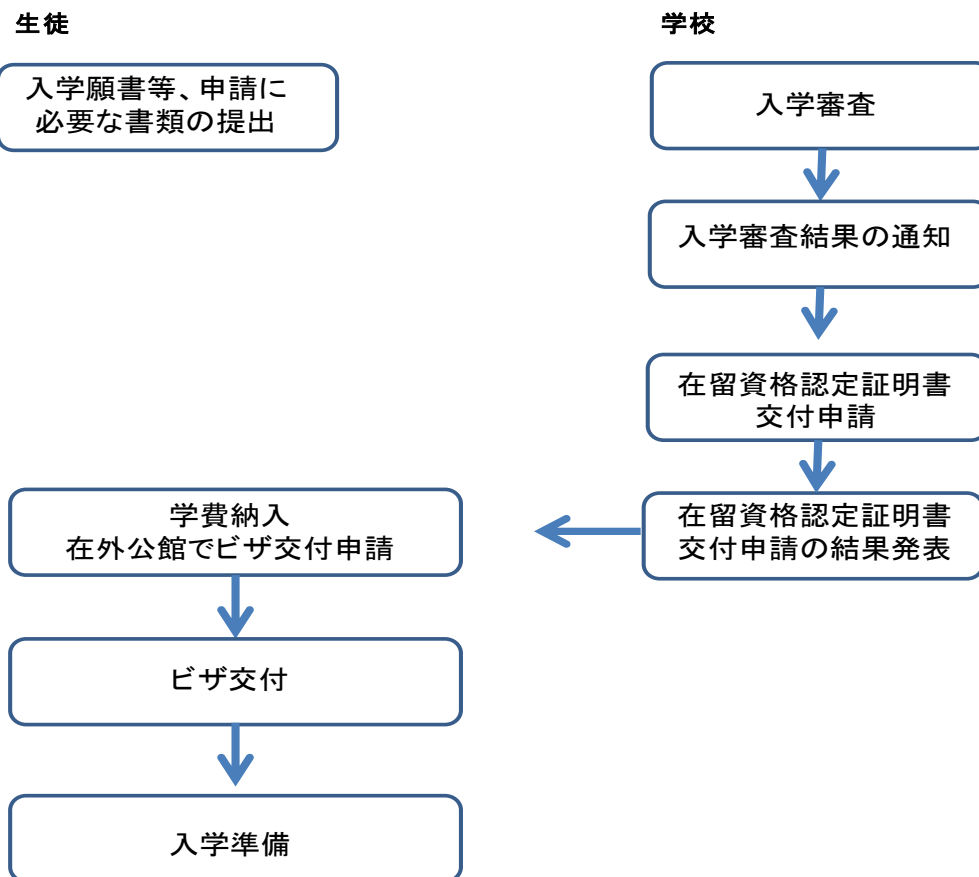 生徒
学校
入学願書等、申請に
必要な書類の提出
入学審査
入学審査結果の通知
在留資格認定証明書
交付申請
在留資格認定証明書
交付申請の結果発表
学費納入
在外公館でビザ交付申請
ビザ交付
入学準備